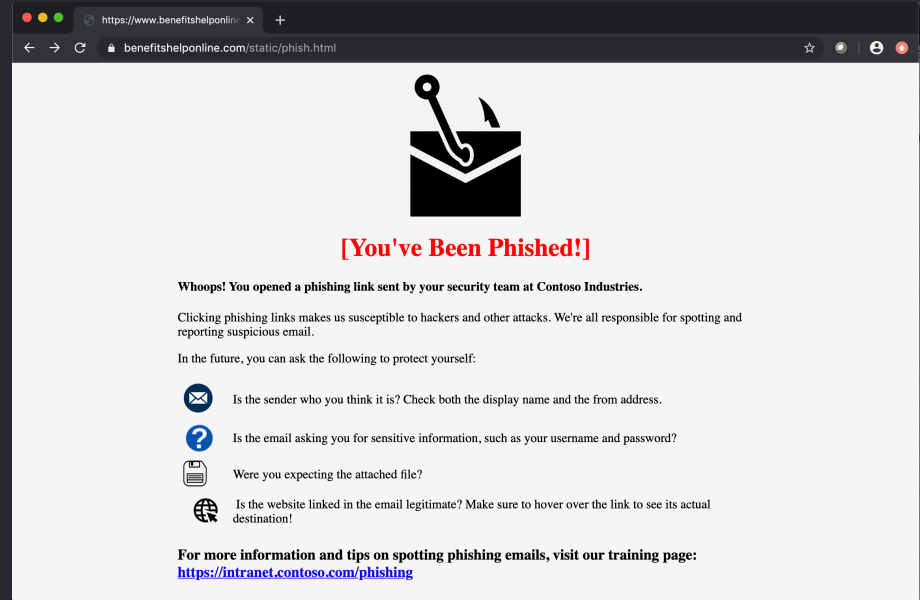 https://www.benefitshelponline
benefitshelponline.com/static/phish.html
[You've Been Phished!]
Whoops! You opened a phishing link sent by your security team at Contoso Industries.
Clicking phishing links makes us susceptible to hackers and other attacks. We're all responsible for spotting and
reporting suspicious email.
In the future, you can ask the following to protect yourself:
Is the sender who you think it is? Check both the display name and the from address.
Is the email asking you for sensitive information, such as your username and password?
Were you expecting the attached file?
Is the website linked in the email legitimate? Make sure to hover over the link to see its actual
destination!
For more information and tips on spotting phishing emails, visit our training page:
https://intranet.contoso.com/phishing